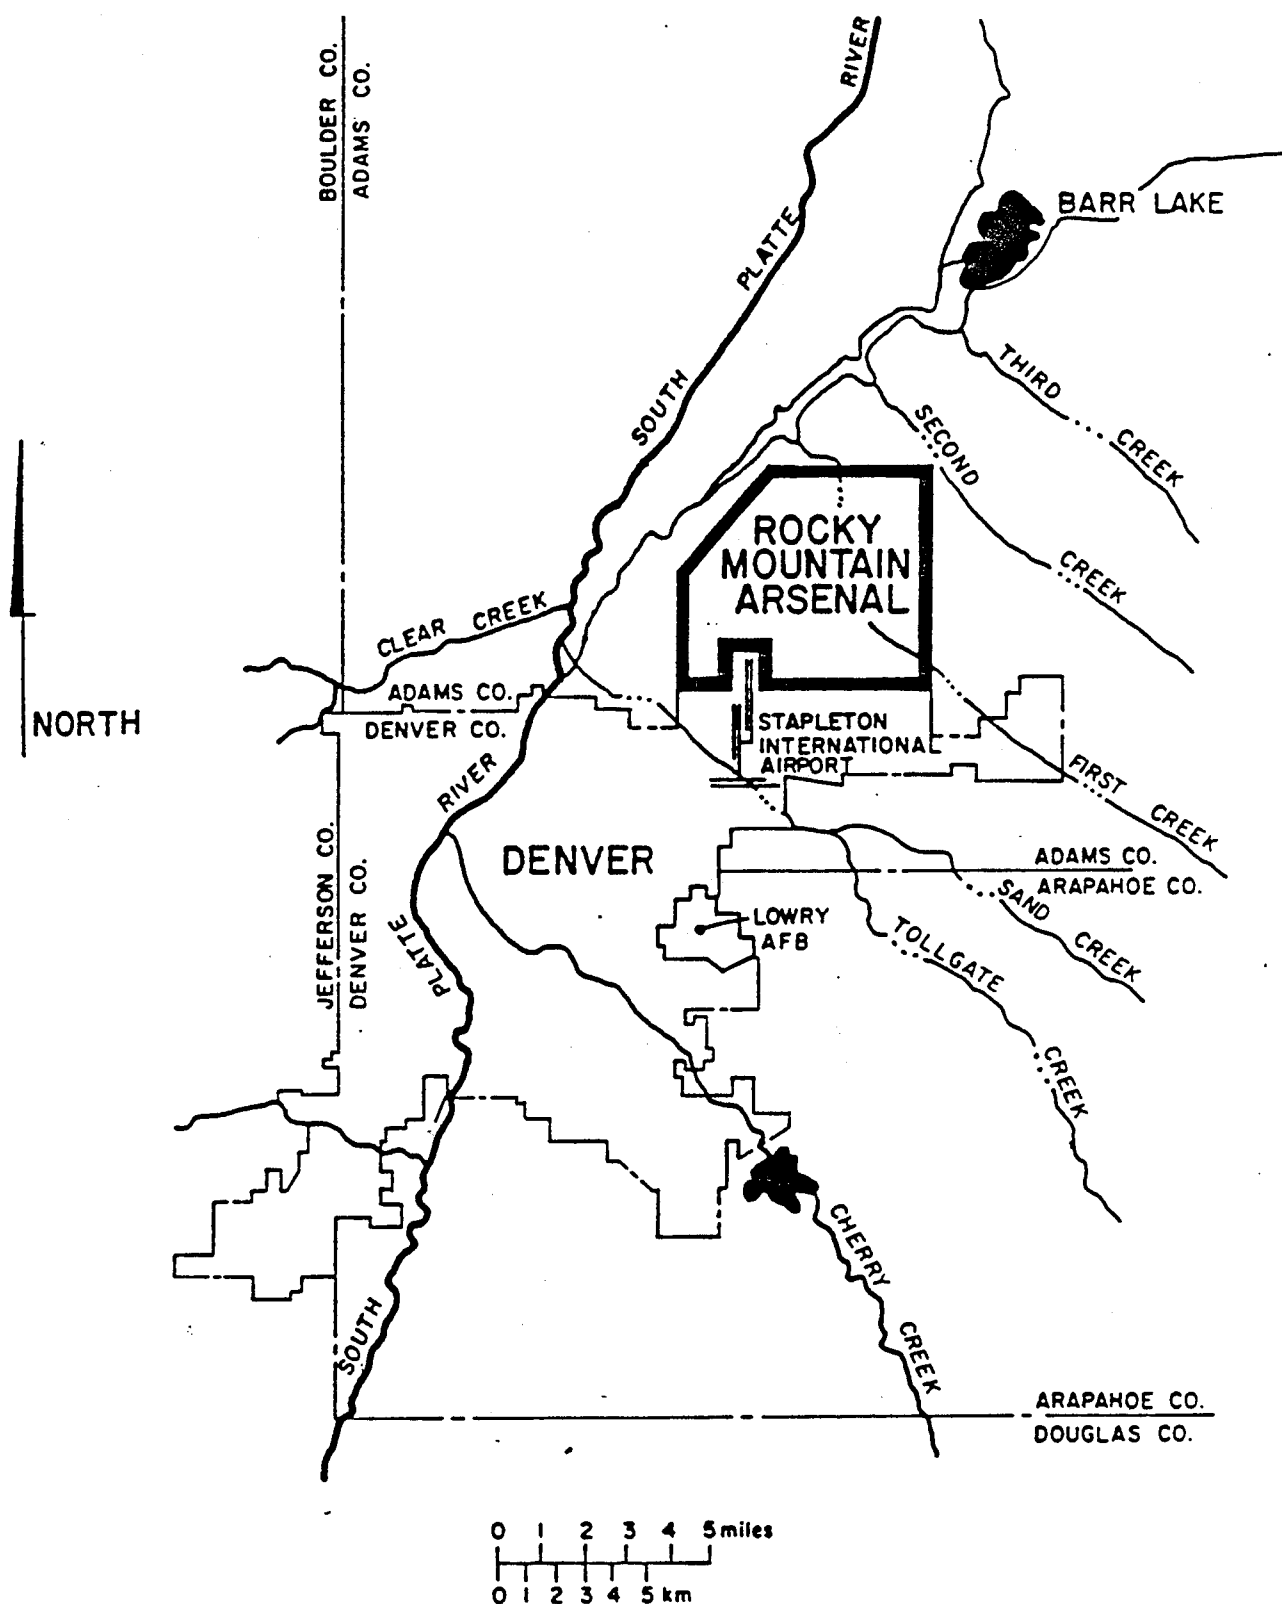 RIVER
BOULDER CO.
ADAMS CO.
BARR LAKE
PLATTE
SOUTH
THIRD CREEK
SECOND CREEK
ROCKY
MOUNTAIN
ARSENAL
CLEAR CREEK
ADAMS CO.
DENVER CO.
NORTH
STAPLETON
INTERNATIONAL
AIRPORT
FIRST CREEK
RIVER
DENVER
JEFFERSON CO.
DENVER CO.
ADAMS CO.
ARAPAHOE CO.
SAND CREEK
LOWRY
AFB
PLATTE
TOLLGATE CREEK
CHERRY CREEK
SOUTH
ARAPAHOE CO.
DOUGLAS CO.
0 1 2 3 4 5 miles
0 1 2 3 4 5 km